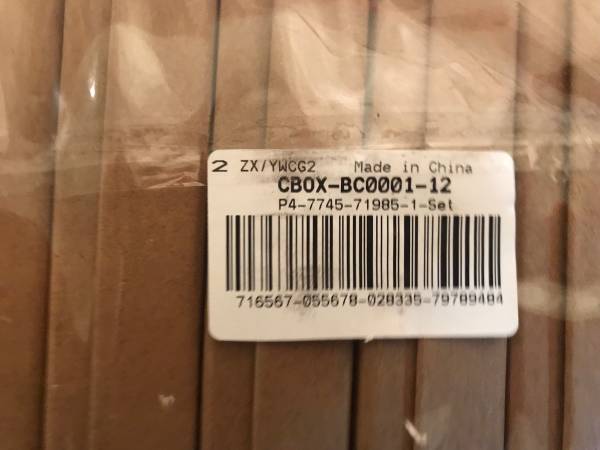 2 ZX/YWCG2 Made in China
CBOX-BC0001-12
P4-7745-71985-1-Set
716567-055678-028335-79789484